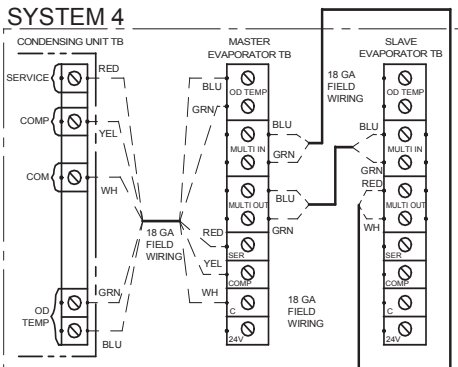 SYSTEM 4
CONDENSING UNIT TB
MASTER
EVAPORATOR TB
SLAVE
EVAPORATOR TB
SERVICE
RED
COMP
YEL
COM
WH
OD
TEMP
GRN
BLU
18 GA
FIELD
WIRING
BLU
GRN
RED
YEL
WH
OD TEMP
MULTI IN
MULTI OUT
SER
COMP
C
24V
BLU
GRN
BLU
GRN
18 GA
FIELD
WIRING
18 GA
FIELD
WIRING
BLU
GRN
RED
WH
OD TEMP
MULTI IN
MULTI OUT
SER
COMP
C
24V